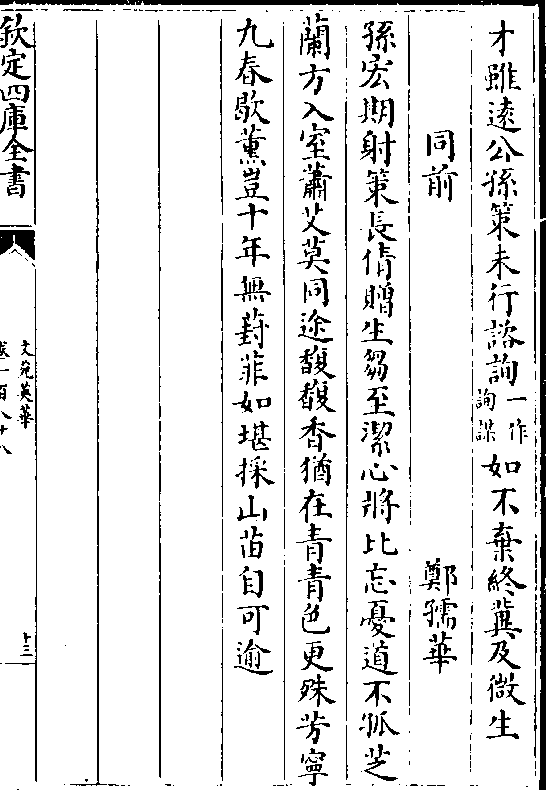 才雖逺公孫策未行諮詢一作詢謀如不棄終冀及微生
同前 鄭孺華
孫宏期射策長倩贈生芻至潔心將比忘憂道不孤芝
蘭方入室蕭艾莫同途馥馥香猶在青青色更殊芳寧
九春歇薫豈十年無葑菲如堪採山苗自可逾
欽定四庫全書
文苑英華
卷一百八十八
十三